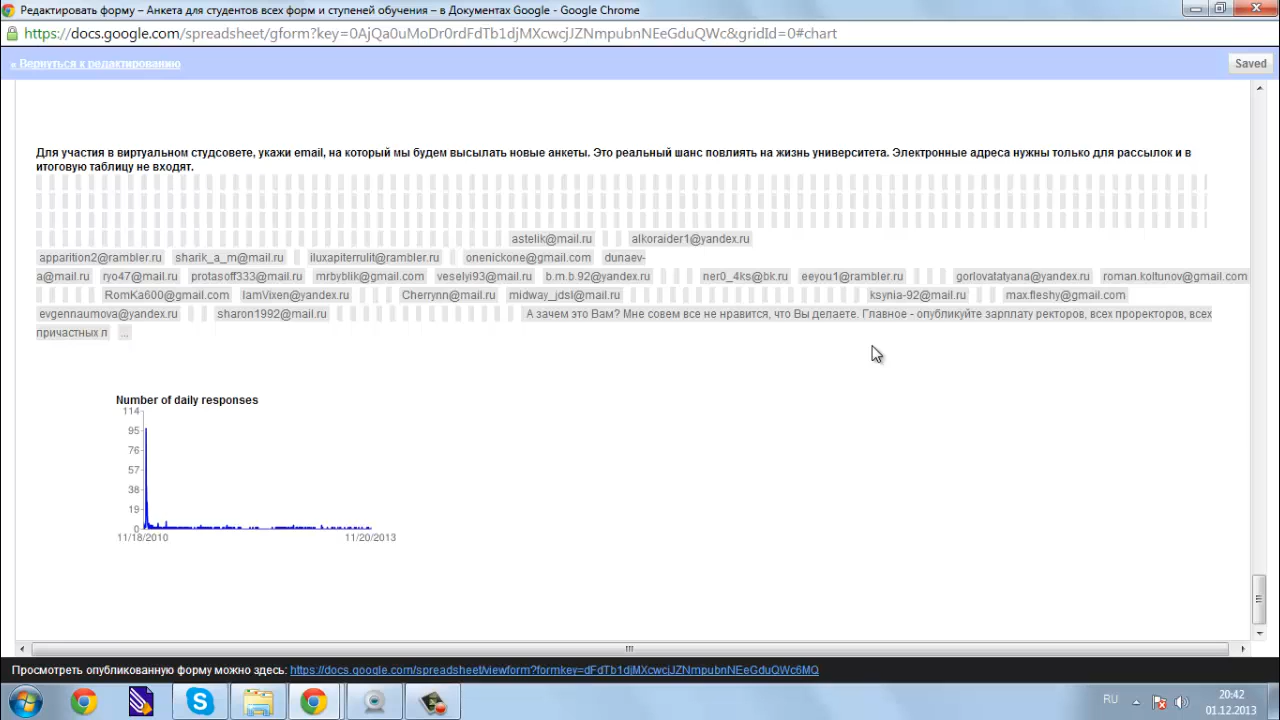 Редактировать форму – Анкета для студентов всех форм и ступеней обучения – в Документах Google - Google Chrome
https://docs.google.com/spreadsheet/gform?key=0AjQa0uMoDr0rdFdTb1djMXcwcjJZNmpubnNEeGduQWc&gridId=0#chart
« Вернуться к редактированию
Saved
Для участия в виртуальном студсовете, укажи email, на который мы будем высылать новые анкеты. Это реальный шанс повлиять на жизнь университета. Электронные адреса нужны только для рассылок и в
итоговую таблицу не входят.
astelik@mail.ru alkoraider1@yandex.ru
apparition2@rambler.ru sharik_a_m@mail.ru iluxapiterrulit@rambler.ru onenickone@gmail.com dunaev-
a@mail.ru ryo47@mail.ru protasoff333@mail.ru mrbyblik@gmail.com veselyi93@mail.ru b.m.b.92@yandex.ru ner0_4ks@bk.ru eeyou1@rambler.ru gorlovatatyana@yandex.ru roman.koltunov@gmail.com
RomKa600@gmail.com IamVixen@yandex.ru Cherrynn@mail.ru midway_jdsl@mail.ru ksynia-92@mail.ru max.fleshy@gmail.com
evgennaumova@yandex.ru sharon1992@mail.ru А зачем это Вам? Мне совем все не нравится, что Вы делаете. Главное - опубликуйте зарплату ректоров, всех проректоров, всех
причастных л ...
Number of daily responses
114
95
76
57
38
19
0
11/18/2010 11/20/2013
Просмотреть опубликованную форму можно здесь: https://docs.google.com/spreadsheet/viewform?formkey=dFdTb1djMXcwcjJZNmpubnNEeGduQWc6MQ
RU
20:42
01.12.2013